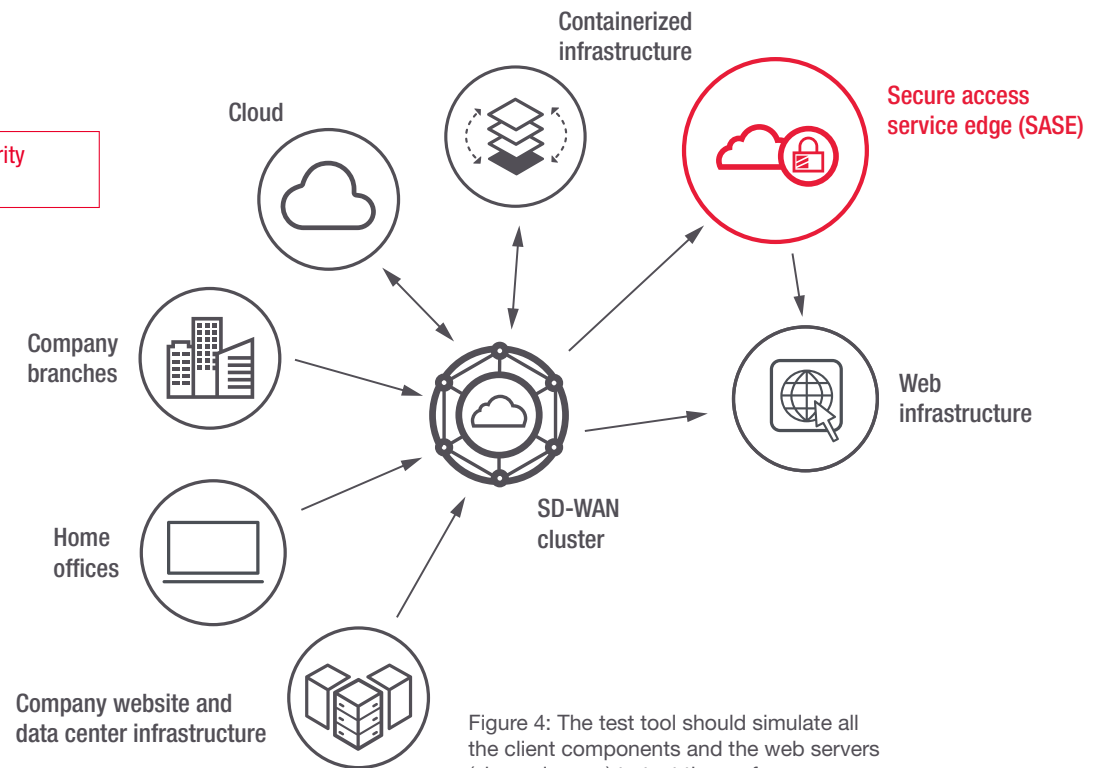 Containerized
infrastructure
Cloud
Secure access
service edge (SASE)
Company
branches
Web
infrastructure
SD-WAN
cluster
Home
offices
Company website and
data center infrastructure
Figure 4: The test tool should simulate all
the client components and the web servers